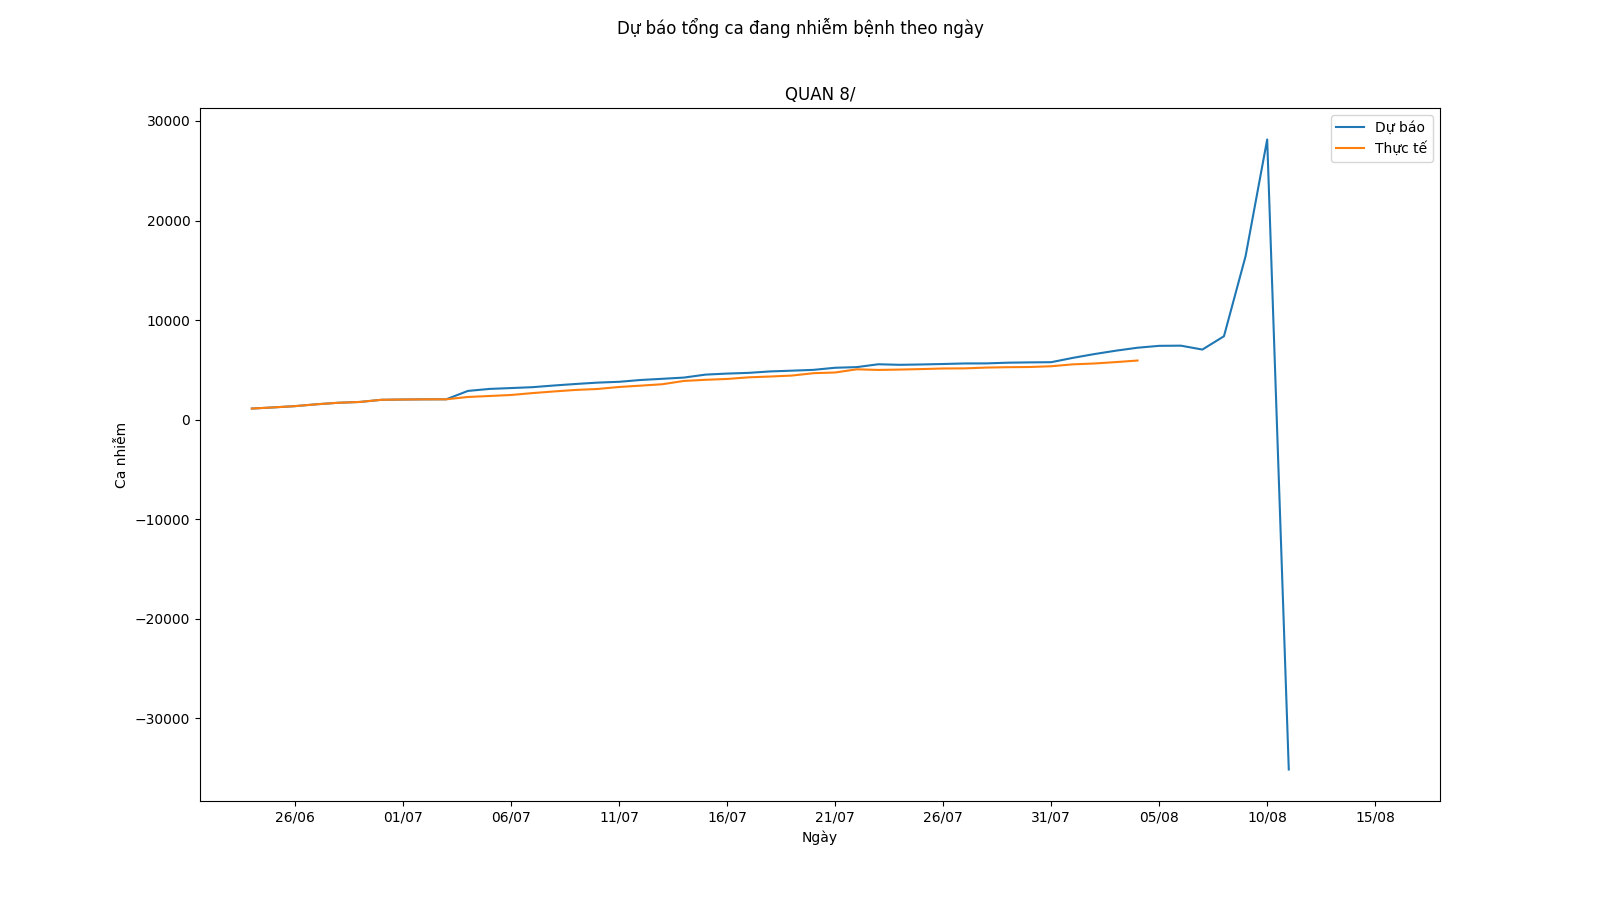 Dự báo tổng ca đang nhiễm bệnh theo ngày
QUAN 8/
Dự báo
Thực tế
30000
20000
10000
0
−10000
−20000
−30000
Ca nhiễm
26/06 01/07 06/07 11/07 16/07 21/07 26/07 31/07 05/08 10/08 15/08
Ngày